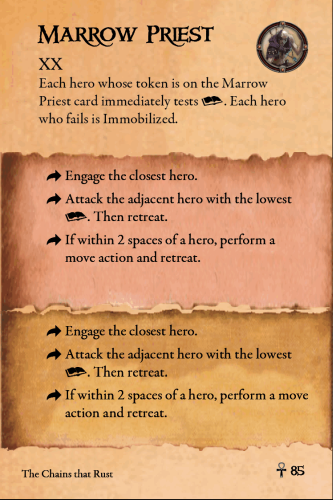 Marrow Priest
XX
Each hero whose token is on the Marrow
Priest card immediately tests . Each hero
who fails is Immobilized.
Engage the closest hero.
Attack the adjacent hero with the lowest
. Then retreat.
If within 2 spaces of a hero, perform a
move action and retreat.
Engage the closest hero.
Attack the adjacent hero with the lowest
. Then retreat.
If within 2 spaces of a hero, perform a move
action and retreat.
The Chains that Rust
85